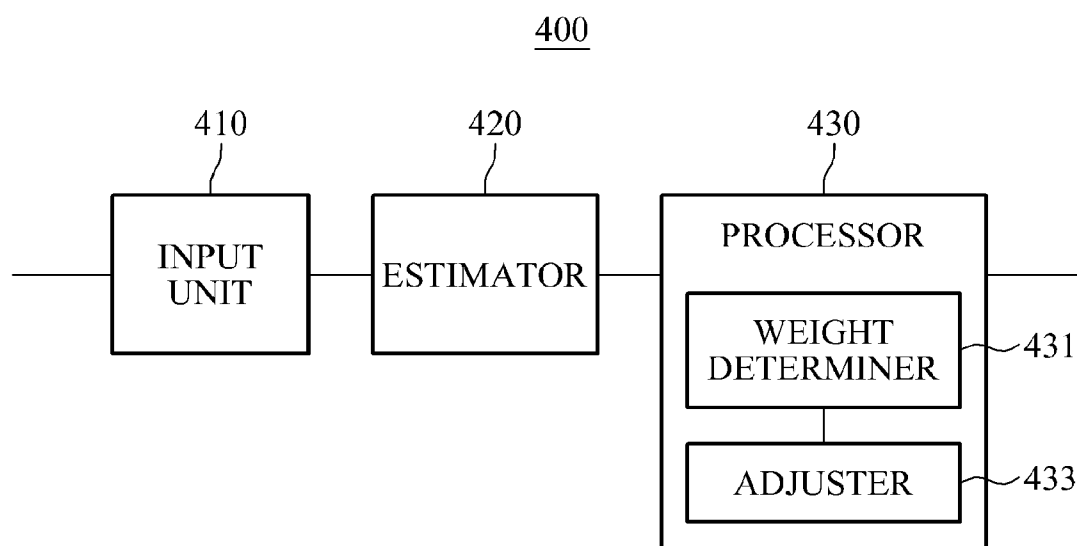 400
410
420
430
INPUT
UNIT
ESTIMATOR
PROCESSOR
WEIGHT
DETERMINER
431
ADJUSTER
433